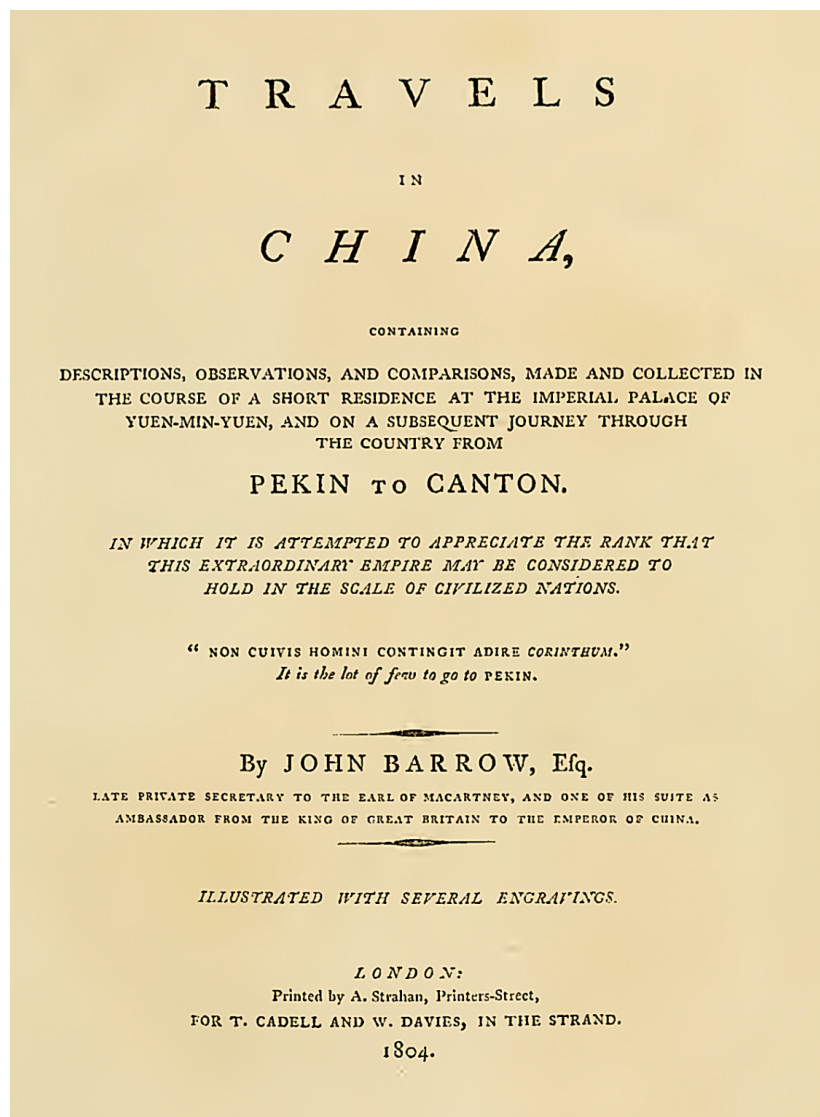 TRAVELS
IN
CHINA,
CONTAINING
DESCRIPTIONS, OBSERVATIONS, AND COMPARISONS, MADE AND COLLECTED IN
THE COURSE OF A SHORT RESIDENCE AT THE IMPERIAL PALACE OF
YUEN-MIN-YUEN, AND ON A SUBSEQUENT JOURNEY THROUGH
THE COUNTRY FROM
PEKIN TO CANTON.
IN WHICH IT IS ATTEMPTED TO APPRECIATE THE RANK THAT
THIS EXTRAORDINARY EMPIRE MAY BE CONSIDERED TO
HOLD IN THE SCALE OF CIVILIZED NATIONS.
“ NON CUIVIS HOMINI CONTINGIT ADIRE CORINTHUM.”
It is the lot of few to go to PEKIN.
By JOHN BARROW, Eſq.
LATE PRIVATE SECRETARY TO THE EARL OF MACARTNEY, AND ONE OF HIS SUITE AS
AMBASSADOR FROM THE KING OF GREAT BRITAIN TO THE EMPEROR OF CHINA.
ILLUSTRATED WITH SEVERAL ENGRAVINGS.
LONDON:
Printed by A. Strahan, Printers-Street,
FOR T. CADELL AND W. DAVIES, IN THE STRAND.
1804.